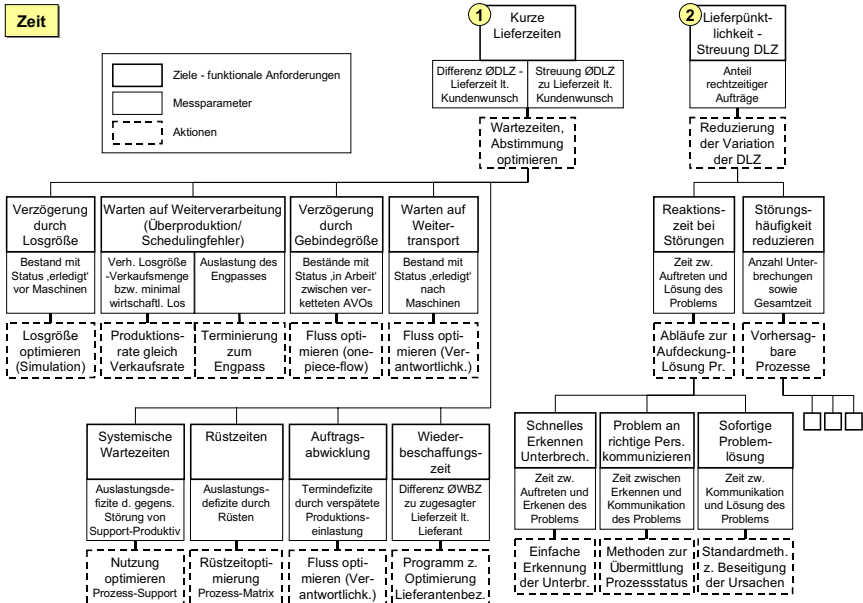 Zeit
Ziele - funktionale Anforderungen
Messparameter
Aktionen
1
Kurze
Lieferzeiten
Differenz ØDLZ -
Lieferzeit lt.
Kundenwunsch
Streuung ØDLZ
zu Lieferzeit lt.
Kundenwunsch
Wartezeiten,
Abstimmung
optimieren
2
Lieferpünkt-
lichkeit -
Streuung DLZ
Anteil
rechtzeitiger
Aufträge
Reduzierung
der Variation
der DLZ
Verzögerung
durch
Losgröße
Bestand mit
Status ‚erledigt‘
vor Maschinen
Losgröße
optimieren
(Simulation)
Warten auf Weiterverarbeitung
(Überproduktion/
Schedulingfehler)
Verh. Losgröße
-Verkaufsmenge
bzw. minimal
wirtschaftl. Los
Auslastung des
Engpasses
Produktions-
rate gleich
Verkaufsrate
Terminierung
zum
Engpass
Verzögerung
durch
Gebindegröße
Bestände mit
Status ‚in Arbeit‘
zwischen ver-
ketteten AVOs
Fluss opti-
mieren (one-
piece-flow)
Warten auf
Weiter-
transport
Bestand mit
Status ‚erledigt‘
nach
Maschinen
Fluss opti-
mieren (Ver-
antwortlichk.)
Reaktions-
zeit bei
Störungen
Zeit zw.
Auftreten und
Lösung des
Problems
Abläufe zur
Aufdeckung-
Lösung Pr.
Störungs-
häufigkeit
reduzieren
Anzahl Unter-
brechungen
sowie
Gesamtzeit
Vorhersag-
bare
Prozesse
Systemische
Wartezeiten
Auslastungsde-
fizite d. gegens.
Störung von
Support-Produktiv
Nutzung
optimieren
Prozess-Support
Rüstzeiten
Auslastungs-
defizite durch
Rüsten
Rüstzeitopti-
mierung
Prozess-Matrix
Auftrags-
abwicklung
Termindefizite
durch verspätete
Produktions-
einlastung
Fluss opti-
mieren (Ver-
antwortlichk.)
Wieder-
beschaffungs-
zeit
Differenz ØWBZ
zu zugesagter
Lieferzeit lt.
Lieferant
Programm z.
Optimierung
Lieferantenbez.
Schnelles
Erkennen
Unterbrech.
Zeit zw.
Auftreten und
Erkenen des
Problems
Einfache
Erkennung
der Unterbr.
Problem an
richtige Pers.
kommunizieren
Zeit zwischen
Erkennen und
Kommunikation
des Problems
Methoden zur
Übermittlung
Prozessstatus
Sofortige
Problem-
lösung
Zeit zw.
Kommunikation
und Lösung des
Problems
Standardmeth.
z. Beseitigung
der Ursachen